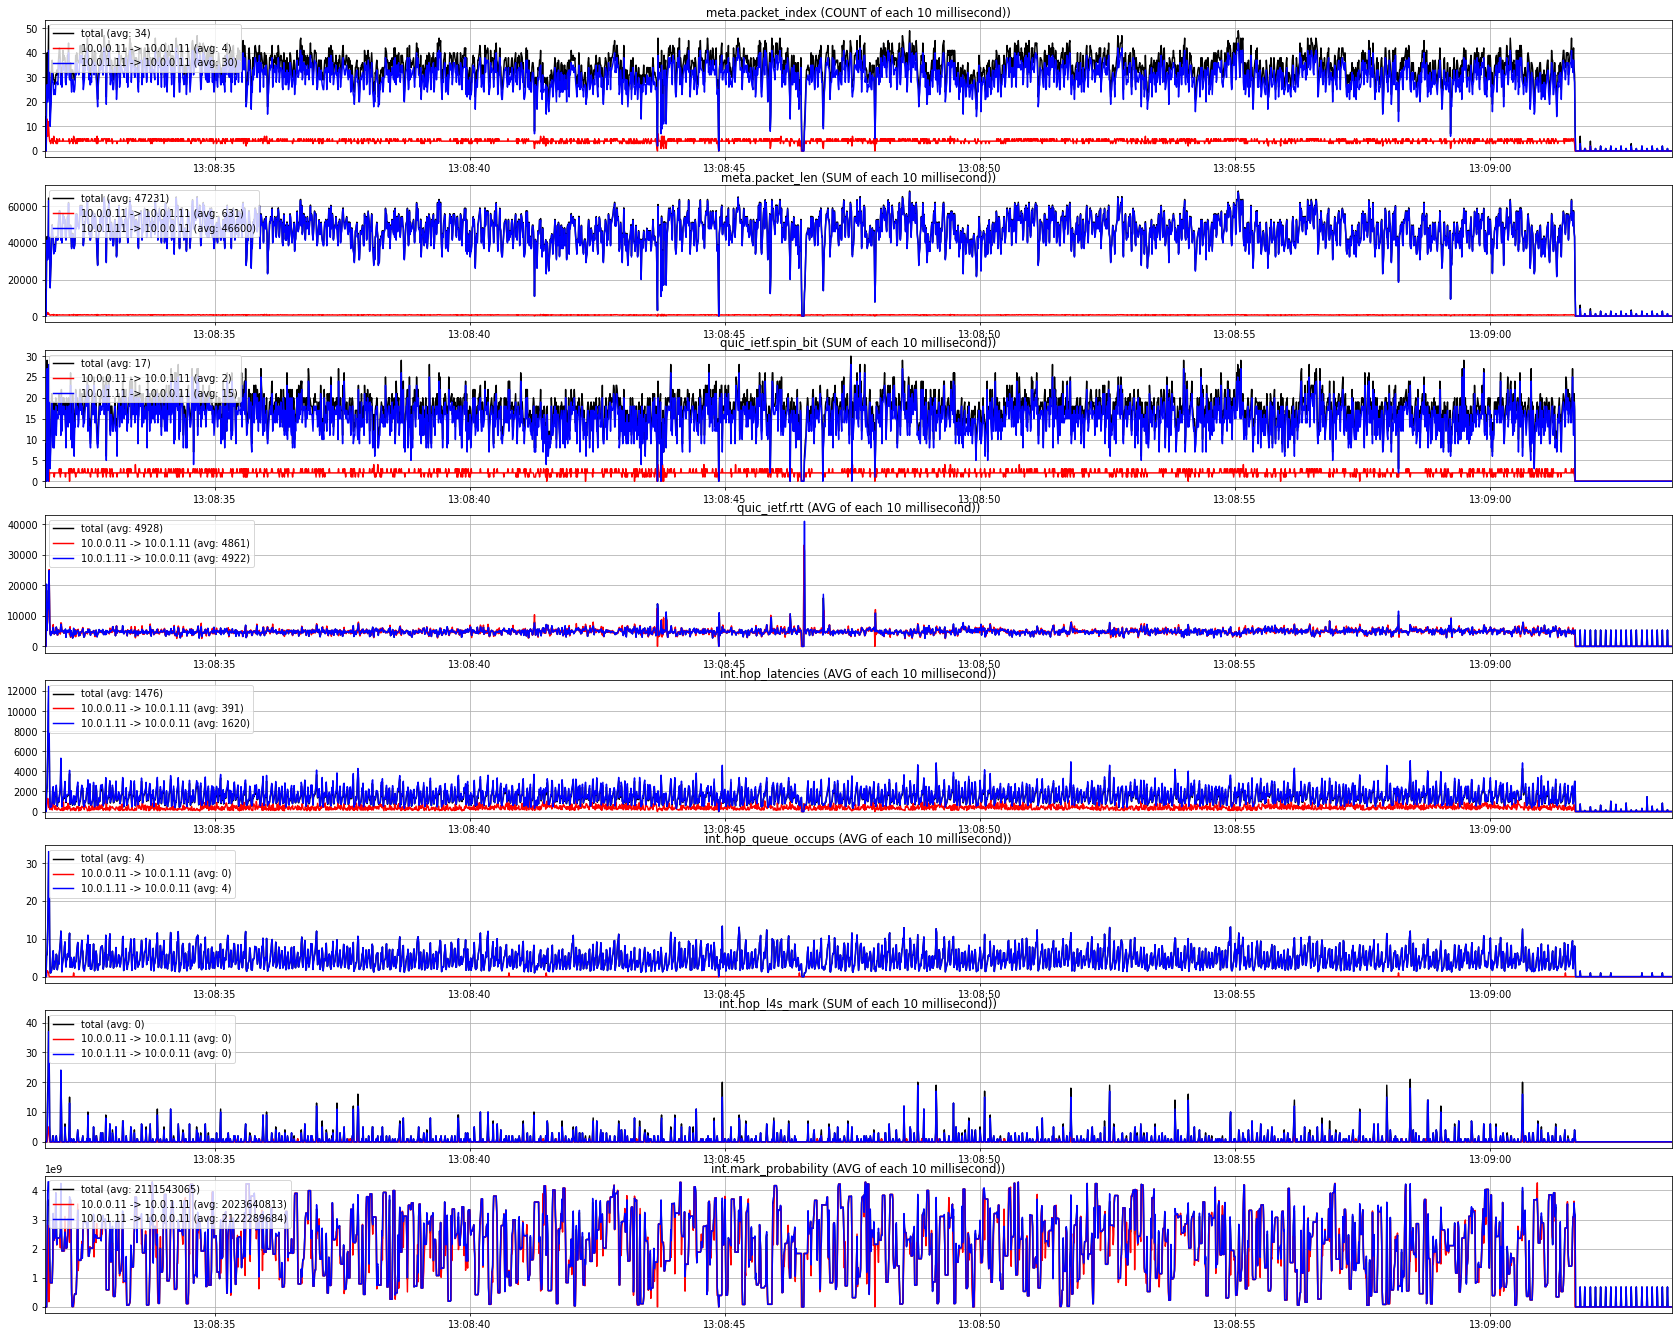 meta.packet_index (COUNT of each 10 millisecond))
50
40
30
20
10
0
total (avg: 34)
10.0.0.11 -> 10.0.1.11 (avg: 4)
10.0.1.11 -> 10.0.0.11 (avg: 30)
13:08:35 13:08:40 13:08:45 13:08:50 13:08:55 13:09:00
meta.packet_len (SUM of each 10 millisecond))
60000
40000
20000
0
total (avg: 47231)
10.0.0.11 -> 10.0.1.11 (avg: 631)
10.0.1.11 -> 10.0.0.11 (avg: 46600)
13:08:35 13:08:40 13:08:45 13:08:50 13:08:55 13:09:00
quic_ietf.spin_bit (SUM of each 10 millisecond))
30
25
20
15
10
5
0
total (avg: 17)
10.0.0.11 -> 10.0.1.11 (avg: 2)
10.0.1.11 -> 10.0.0.11 (avg: 15)
13:08:35 13:08:40 13:08:45 13:08:50 13:08:55 13:09:00
quic_ietf.rtt (AVG of each 10 millisecond))
40000
30000
20000
10000
0
total (avg: 4928)
10.0.0.11 -> 10.0.1.11 (avg: 4861)
10.0.1.11 -> 10.0.0.11 (avg: 4922)
13:08:35 13:08:40 13:08:45 13:08:50 13:08:55 13:09:00
int.hop_latencies (AVG of each 10 millisecond))
12000
10000
8000
6000
4000
2000
0
total (avg: 1476)
10.0.0.11 -> 10.0.1.11 (avg: 391)
10.0.1.11 -> 10.0.0.11 (avg: 1620)
13:08:35 13:08:40 13:08:45 13:08:50 13:08:55 13:09:00
int.hop_queue_occups (AVG of each 10 millisecond))
30
20
10
0
total (avg: 4)
10.0.0.11 -> 10.0.1.11 (avg: 0)
10.0.1.11 -> 10.0.0.11 (avg: 4)
13:08:35 13:08:40 13:08:45 13:08:50 13:08:55 13:09:00
int.hop_l4s_mark (SUM of each 10 millisecond))
40
30
20
10
0
total (avg: 0)
10.0.0.11 -> 10.0.1.11 (avg: 0)
10.0.1.11 -> 10.0.0.11 (avg: 0)
13:08:35 13:08:40 13:08:45 13:08:50 13:08:55 13:09:00
int.mark_probability (AVG of each 10 millisecond))
1e9
4
3
2
1
0
total (avg: 2111543065)
10.0.0.11 -> 10.0.1.11 (avg: 2023640813)
10.0.1.11 -> 10.0.0.11 (avg: 2122289684)
13:08:35 13:08:40 13:08:45 13:08:50 13:08:55 13:09:00